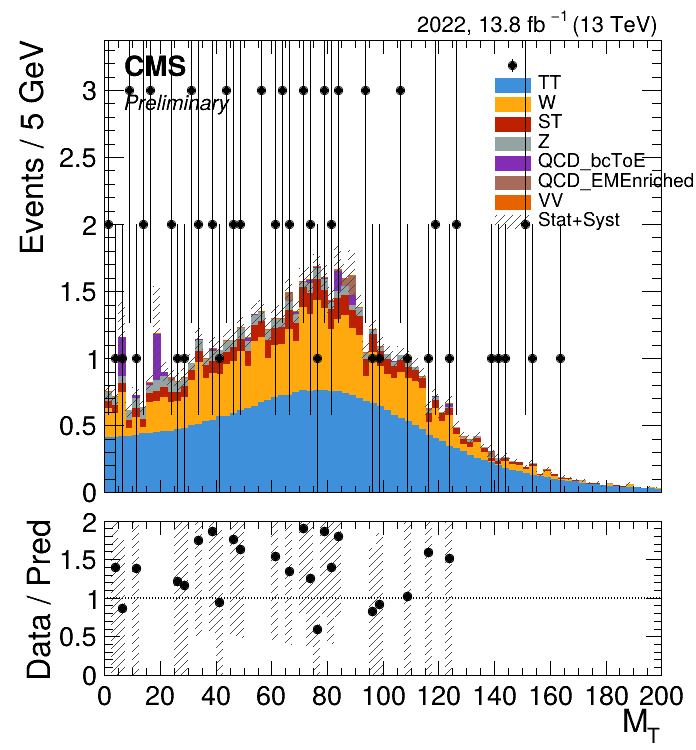 2022, 13.8 fb⁻¹ (13 TeV)
CMS
Preliminary
TT
W
ST
Z
QCD_bcToE
QCD_EMEnriched
VV
Stat+Syst
Events / 5 GeV
3
2.5
2
1.5
1
0.5
0
Data / Pred
2
1.5
1
0.5
0
0 20 40 60 80 100 120 140 160 180 200
M_T